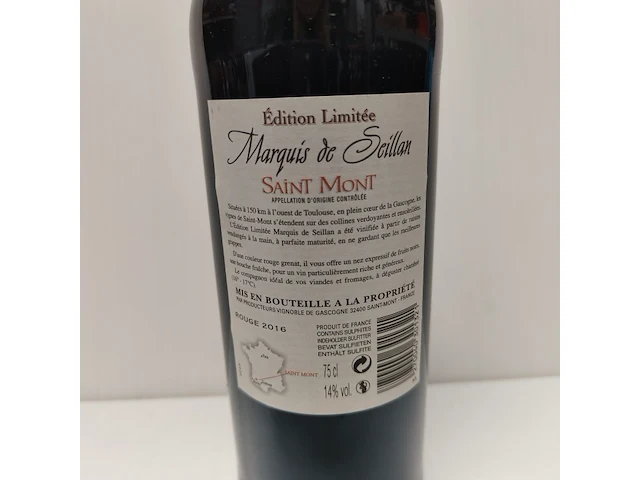 Édition Limitée
Marquis de Seillan
SAINT MONT
APPELLATION D'ORIGINE CONTRÔLÉE
Situées à 150 km à l'ouest de Toulouse, en plein cœur de la Gascogne, les
vignes de Saint-Mont s'étendent sur des collines verdoyantes et ensoleillées.
L'Édition Limitée Marquis de Seillan a été vinifiée à partir de raisins
vendangés à la main, à parfaite maturité, en ne gardant que les meilleures
grappes.
D'une couleur rouge grenat, il vous offre un nez expressif de fruits noirs,
une bouche fraîche, pour un vin particulièrement riche et généreux.
Le compagnon idéal de vos viandes et fromages, à déguster chambré
(16° - 17°C)
MIS EN BOUTEILLE A LA PROPRIÉTÉ
PAR PRODUCTEURS VIGNOBLE DE GASCOGNE 32400 SAINT-MONT - FRANCE
ROUGE 2016
PRODUIT DE FRANCE
CONTAINS SULPHITES
INDEHOLDER SULFITTER
BEVAT SULFIETEN
ENTHÄLT SULFITE
SAINT MONT
75 cl
14% vol.